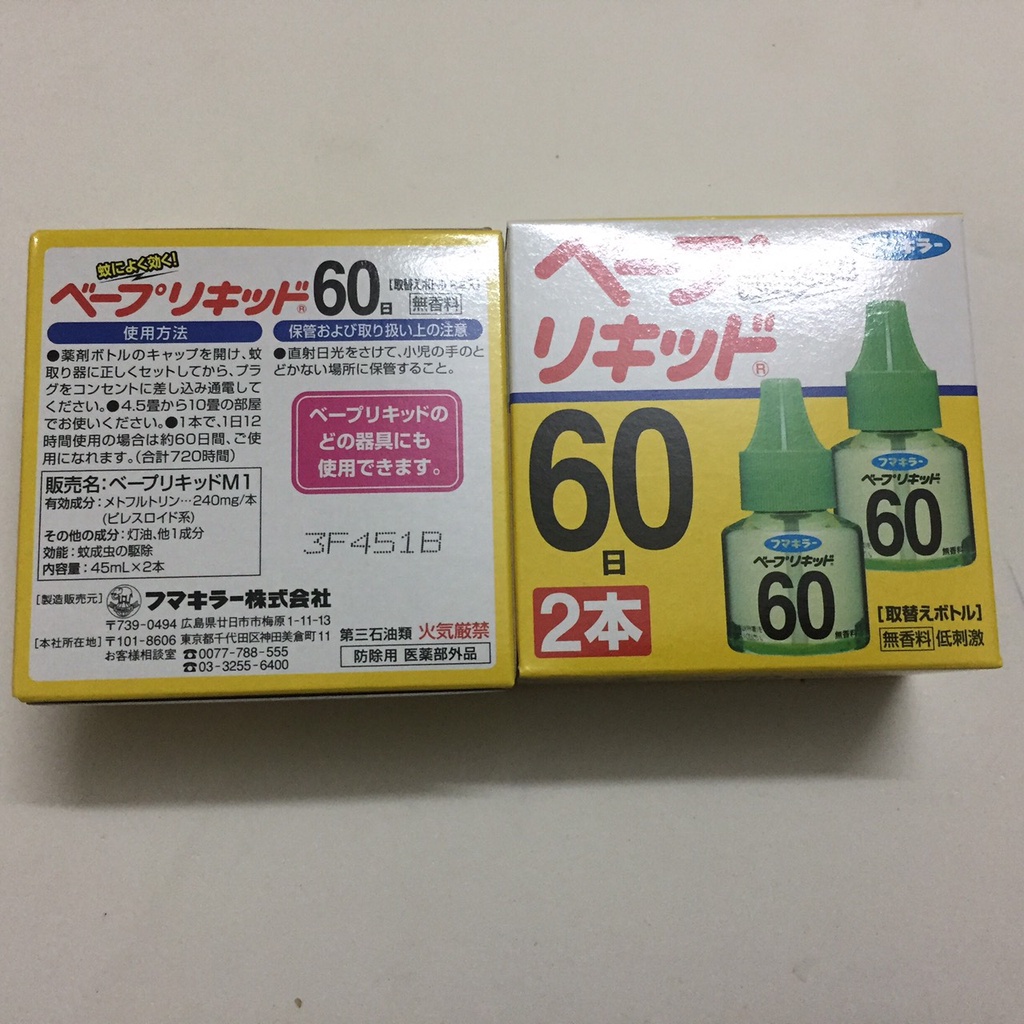 蚊によく効く!
ベープリキッド® 60日
無香料
使用方法
●薬剤ボトルのキャップを開け、蚊
取り器に正しくセットしてから、プラ
グをコンセントに差し込み通電して
ください。●4.5畳から10畳の部屋
でお使いください。●1本で、1日12
時間使用の場合は約60日間、ご使
用になれます。(合計720時間)
販売名:ベープリキッドM1
有効成分:メトフルトリン…240mg/本
(ピレスロイド系)
その他の成分:灯油、他1成分
効能:蚊成虫の駆除
内容量:45mL×2本
保管および取り扱い上の注意
●直射日光をさけて、小児の手のと
どかない場所に保管すること。
ベープリキッドの
どの器具にも
使用できます。
3F451B
[製造販売元] フマキラー株式会社
〒739-0494 広島県廿日市市梅原1-11-13
[本社所在地] 〒101-8606 東京都千代田区神田美倉町11
お客様相談室 ☎0077-788-555
☎03-3255-6400
第三石油類 火気厳禁
防除用 医薬部外品
ベープ
リキッド®
フマキラー
60日
2本
フマキラー
ベープリキッド
60
無香料
フマキラー
ベープリキッド
60
無香料
[取替えボトル]
無香料 低刺激